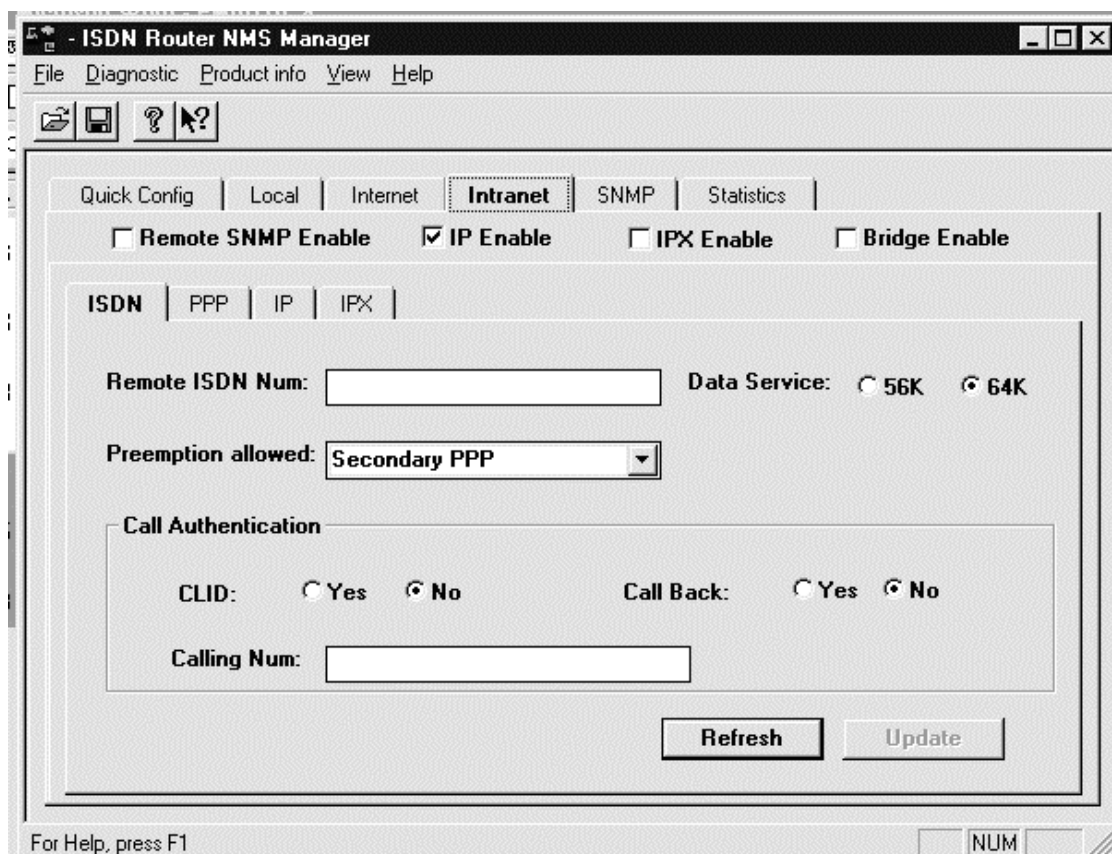 - ISDN Router NMS Manager
File Diagnostic Product info View Help
Quick Config Local Internet Intranet SNMP Statistics
Remote SNMP Enable IP Enable IPX Enable Bridge Enable
ISDN PPP IP IPX
Remote ISDN Num: Data Service: 56K 64K
Preemption allowed: Secondary PPP
Call Authentication
CLID: Yes No Call Back: Yes No
Calling Num:
Refresh Update
For Help, press F1 NUM